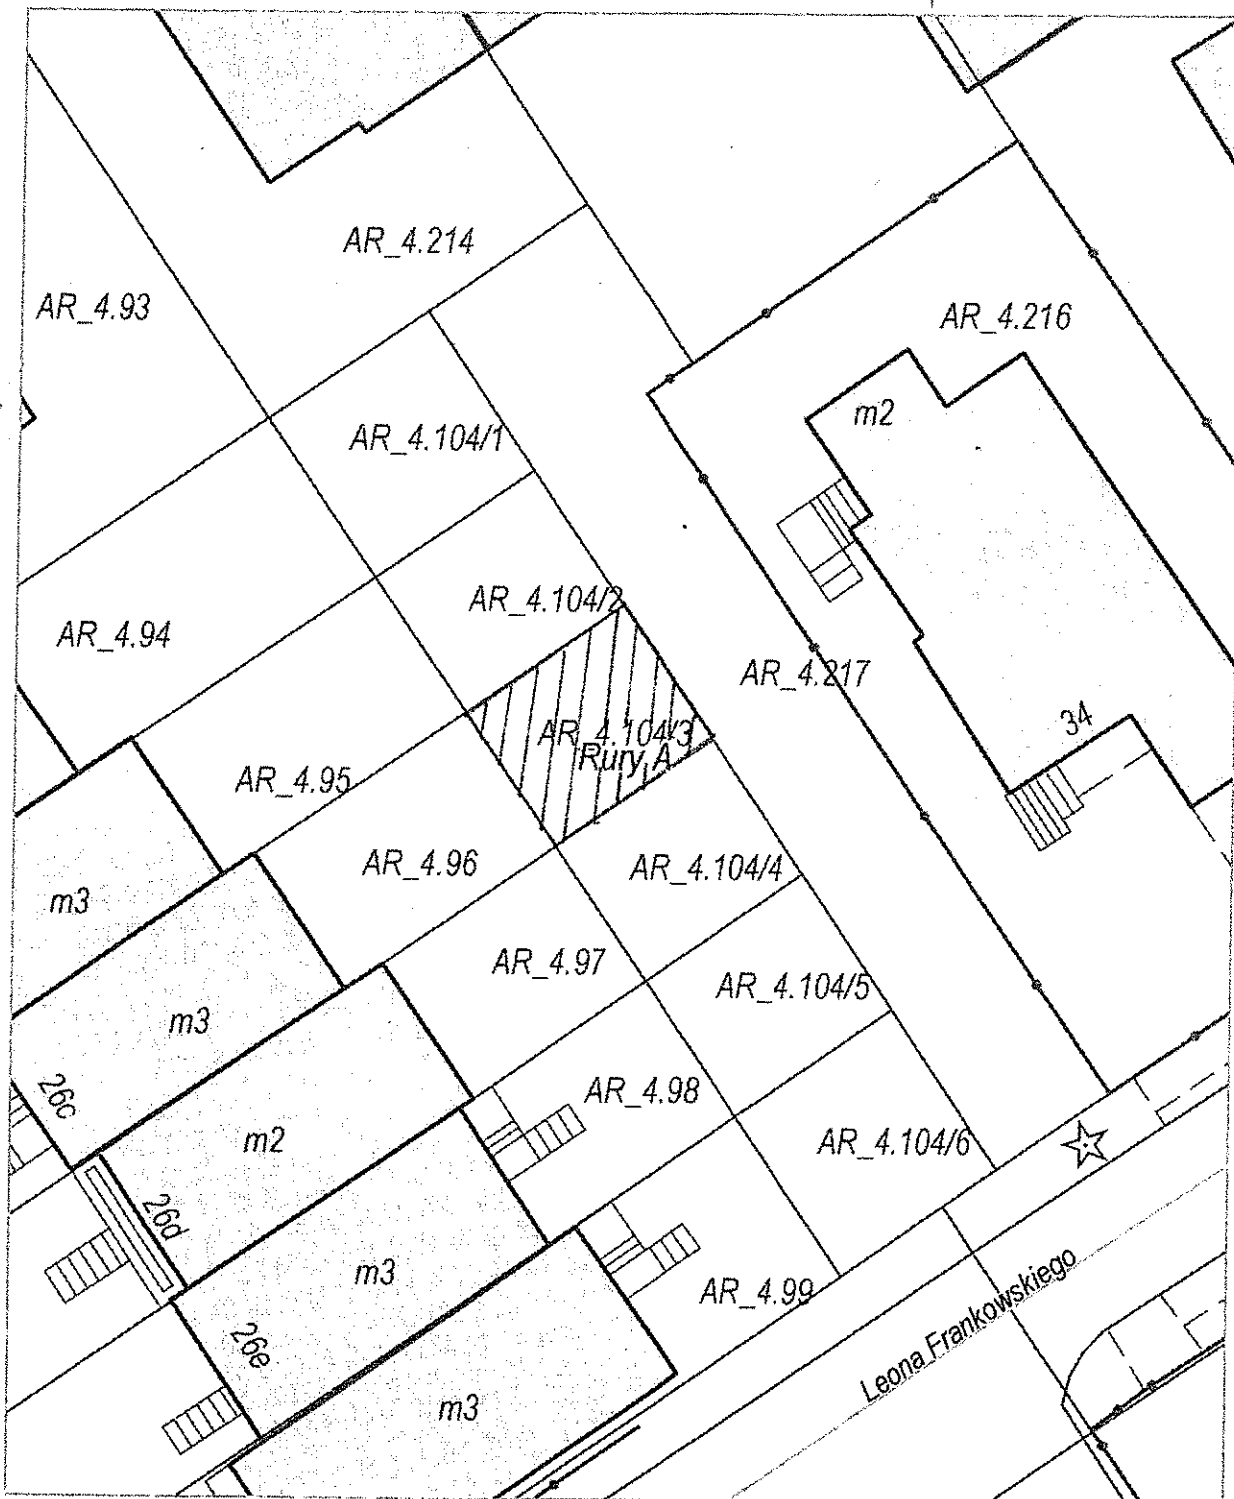 AR_4.214
AR_4.93
AR_4.216
m2
AR_4.104/1
AR_4.104/2
AR_4.94
AR_4.217
34
AR_4.104/3
Rury A
AR_4.95
AR_4.96
AR_4.104/4
m3
AR_4.97
AR_4.104/5
m3
26c
AR_4.98
m2
AR_4.104/6
26d
m3
AR_4.99
Leona Frankowskiego
26e
m3